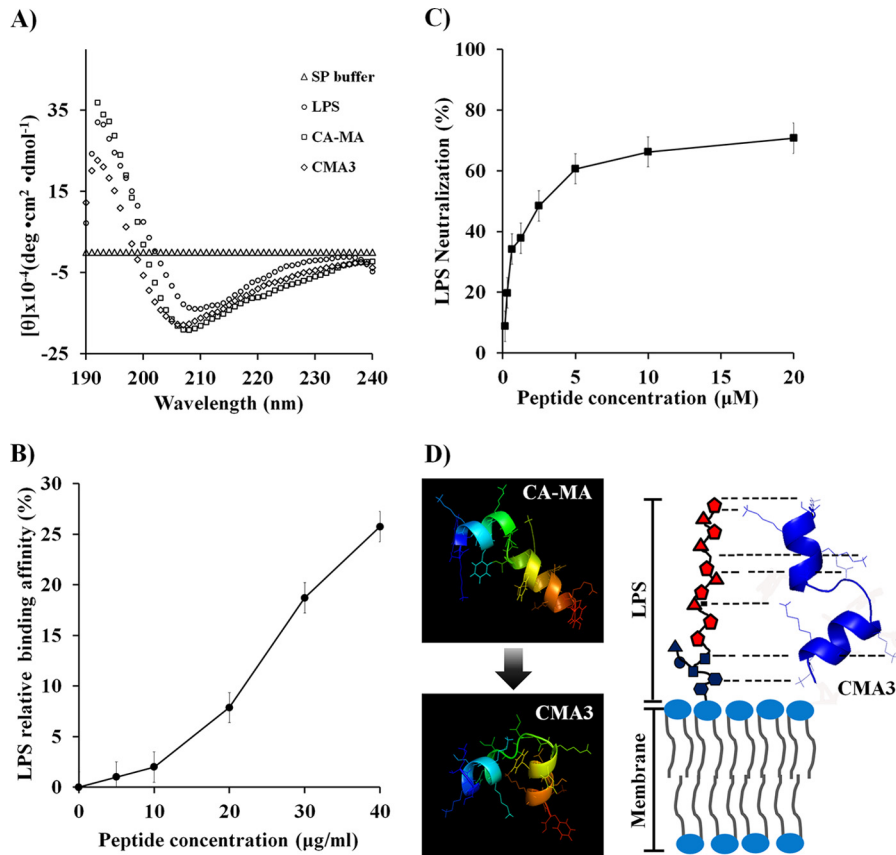 A)
SP buffer
LPS
CA-MA
CMA3
35
15
-5
-25
190 200 210 220 230 240
[θ]x10⁻⁴(deg •cm² •dmol⁻¹)
Wavelength (nm)
C)
100
80
60
40
20
0
0 5 10 15 20
LPS Neutralization (%)
Peptide concentration (μM)
B)
30
25
20
15
10
5
0
0 10 20 30 40
LPS relative binding affinity (%)
Peptide concentration (μg/ml)
D)
CA-MA
CMA3
LPS
CMA3
Membrane